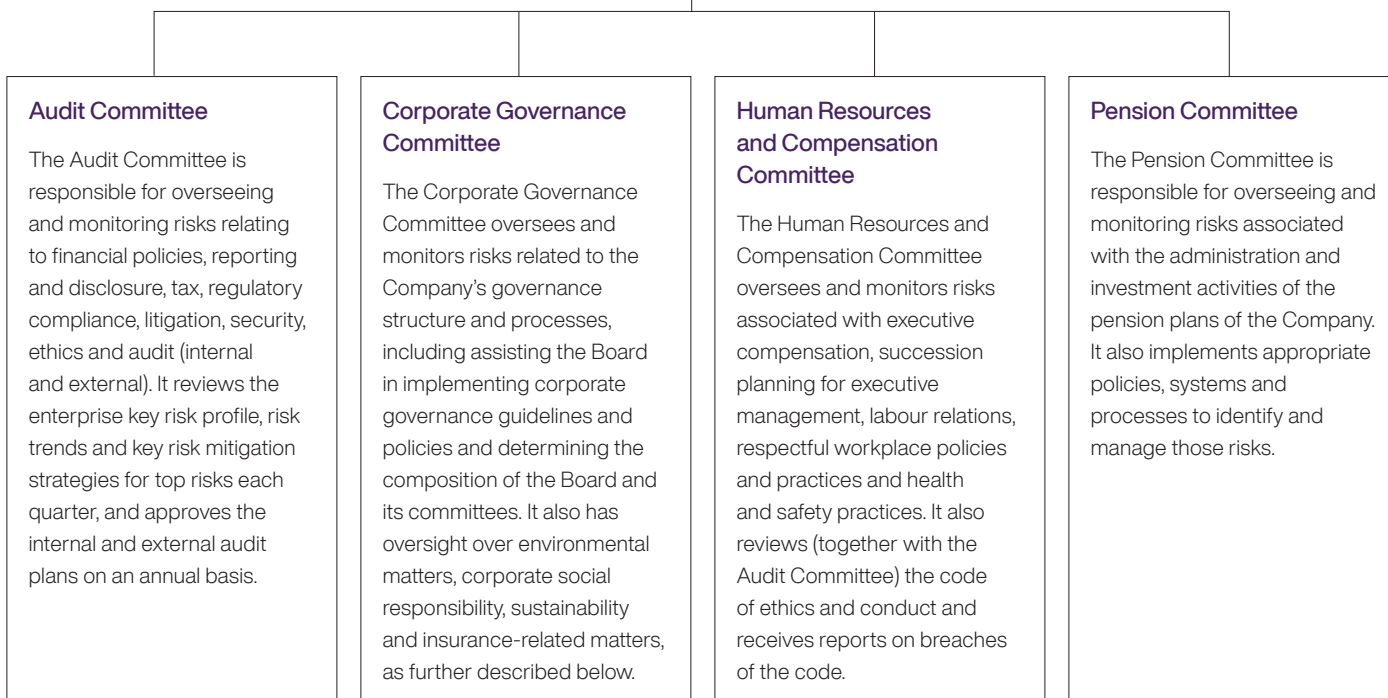 Audit Committee
The Audit Committee is
responsible for overseeing
and monitoring risks relating
to financial policies, reporting
and disclosure, tax, regulatory
compliance, litigation, security,
ethics and audit (internal
and external). It reviews the
enterprise key risk profile, risk
trends and key risk mitigation
strategies for top risks each
quarter, and approves the
internal and external audit
plans on an annual basis.
Corporate Governance
Committee
The Corporate Governance
Committee oversees and
monitors risks related to the
Company’s governance
structure and processes,
including assisting the Board
in implementing corporate
governance guidelines and
policies and determining the
composition of the Board and
its committees. It also has
oversight over environmental
matters, corporate social
responsibility, sustainability
and insurance-related matters,
as further described below.
Human Resources
and Compensation
Committee
The Human Resources and
Compensation Committee
oversees and monitors risks
associated with executive
compensation, succession
planning for executive
management, labour relations,
respectful workplace policies
and practices and health
and safety practices. It also
reviews (together with the
Audit Committee) the code
of ethics and conduct and
receives reports on breaches
of the code.
Pension Committee
The Pension Committee is
responsible for overseeing and
monitoring risks associated
with the administration and
investment activities of the
pension plans of the Company.
It also implements appropriate
policies, systems and
processes to identify and
manage those risks.